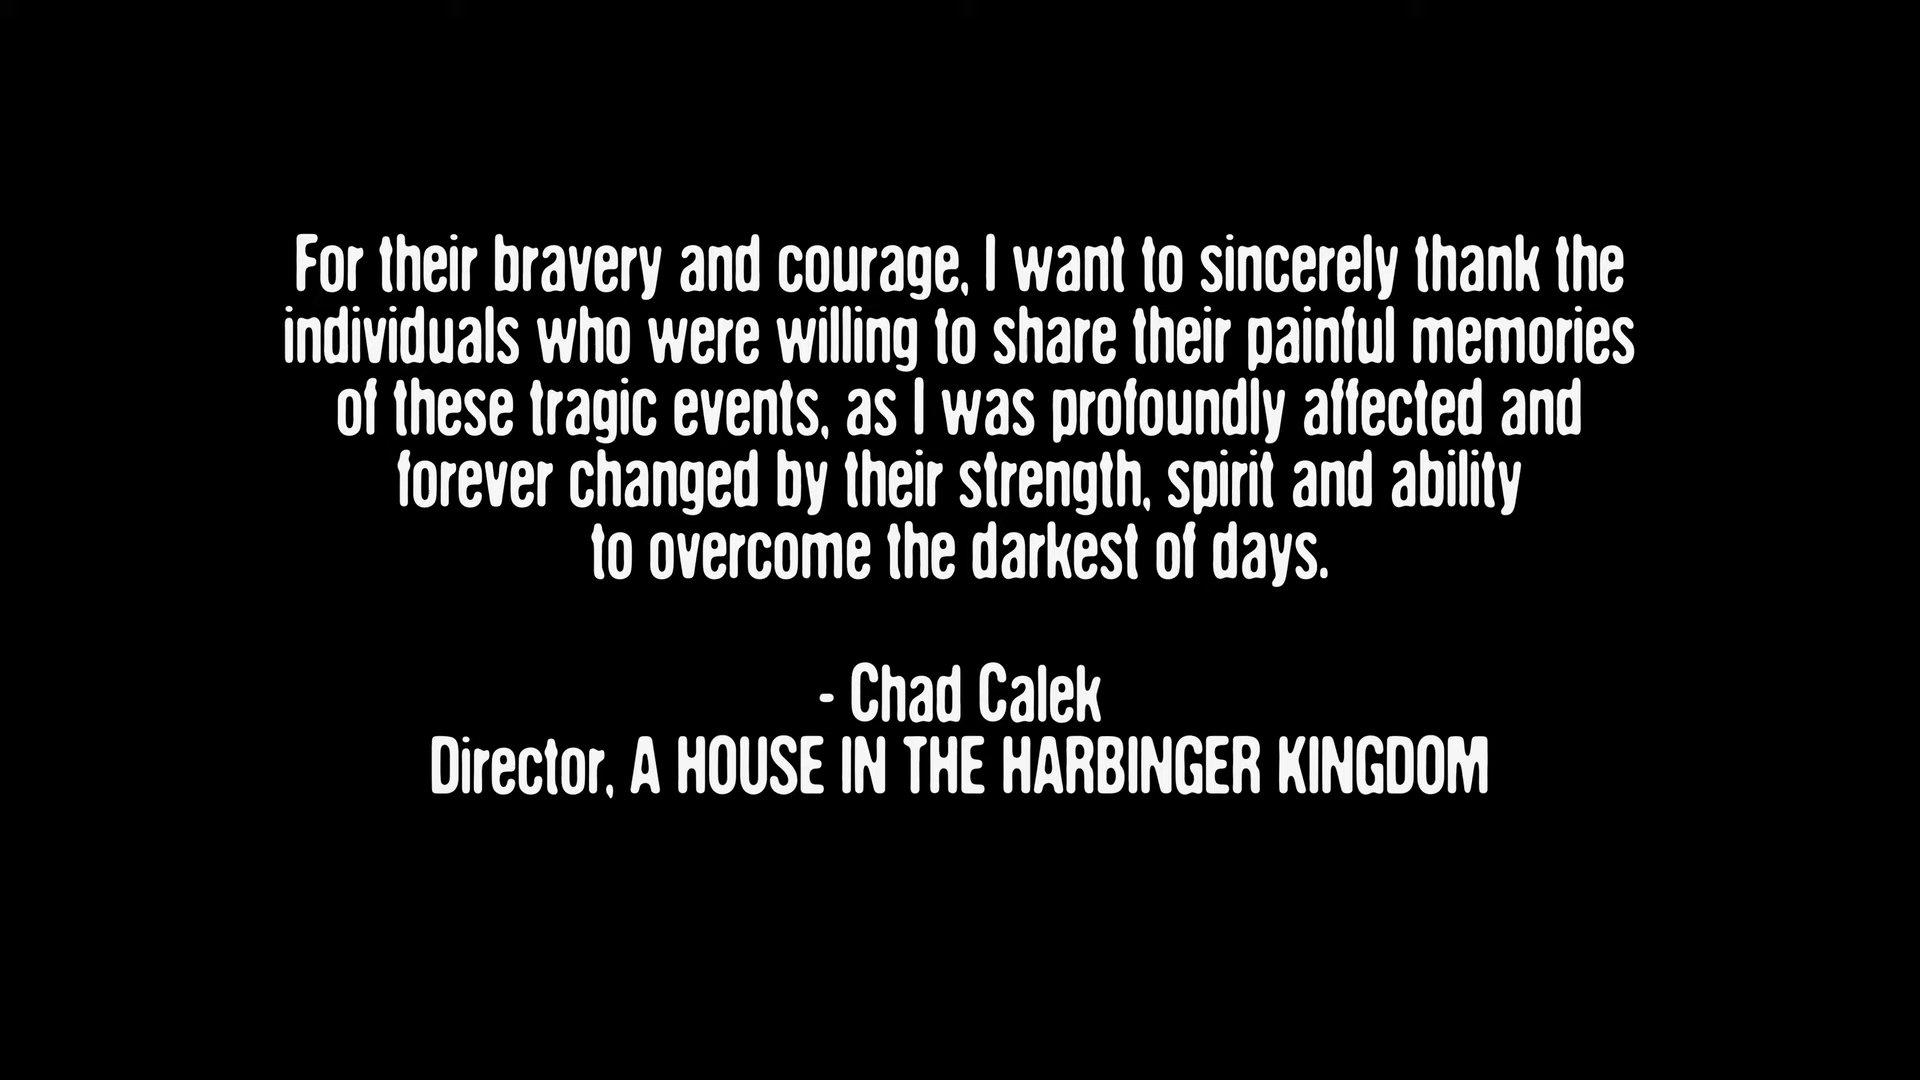 For their bravery and courage, I want to sincerely thank the
individuals who were willing to share their painful memories
of these tragic events, as I was profoundly affected and
forever changed by their strength, spirit and ability
to overcome the darkest of days.
- Chad Calek
Director, A HOUSE IN THE HARBINGER KINGDOM